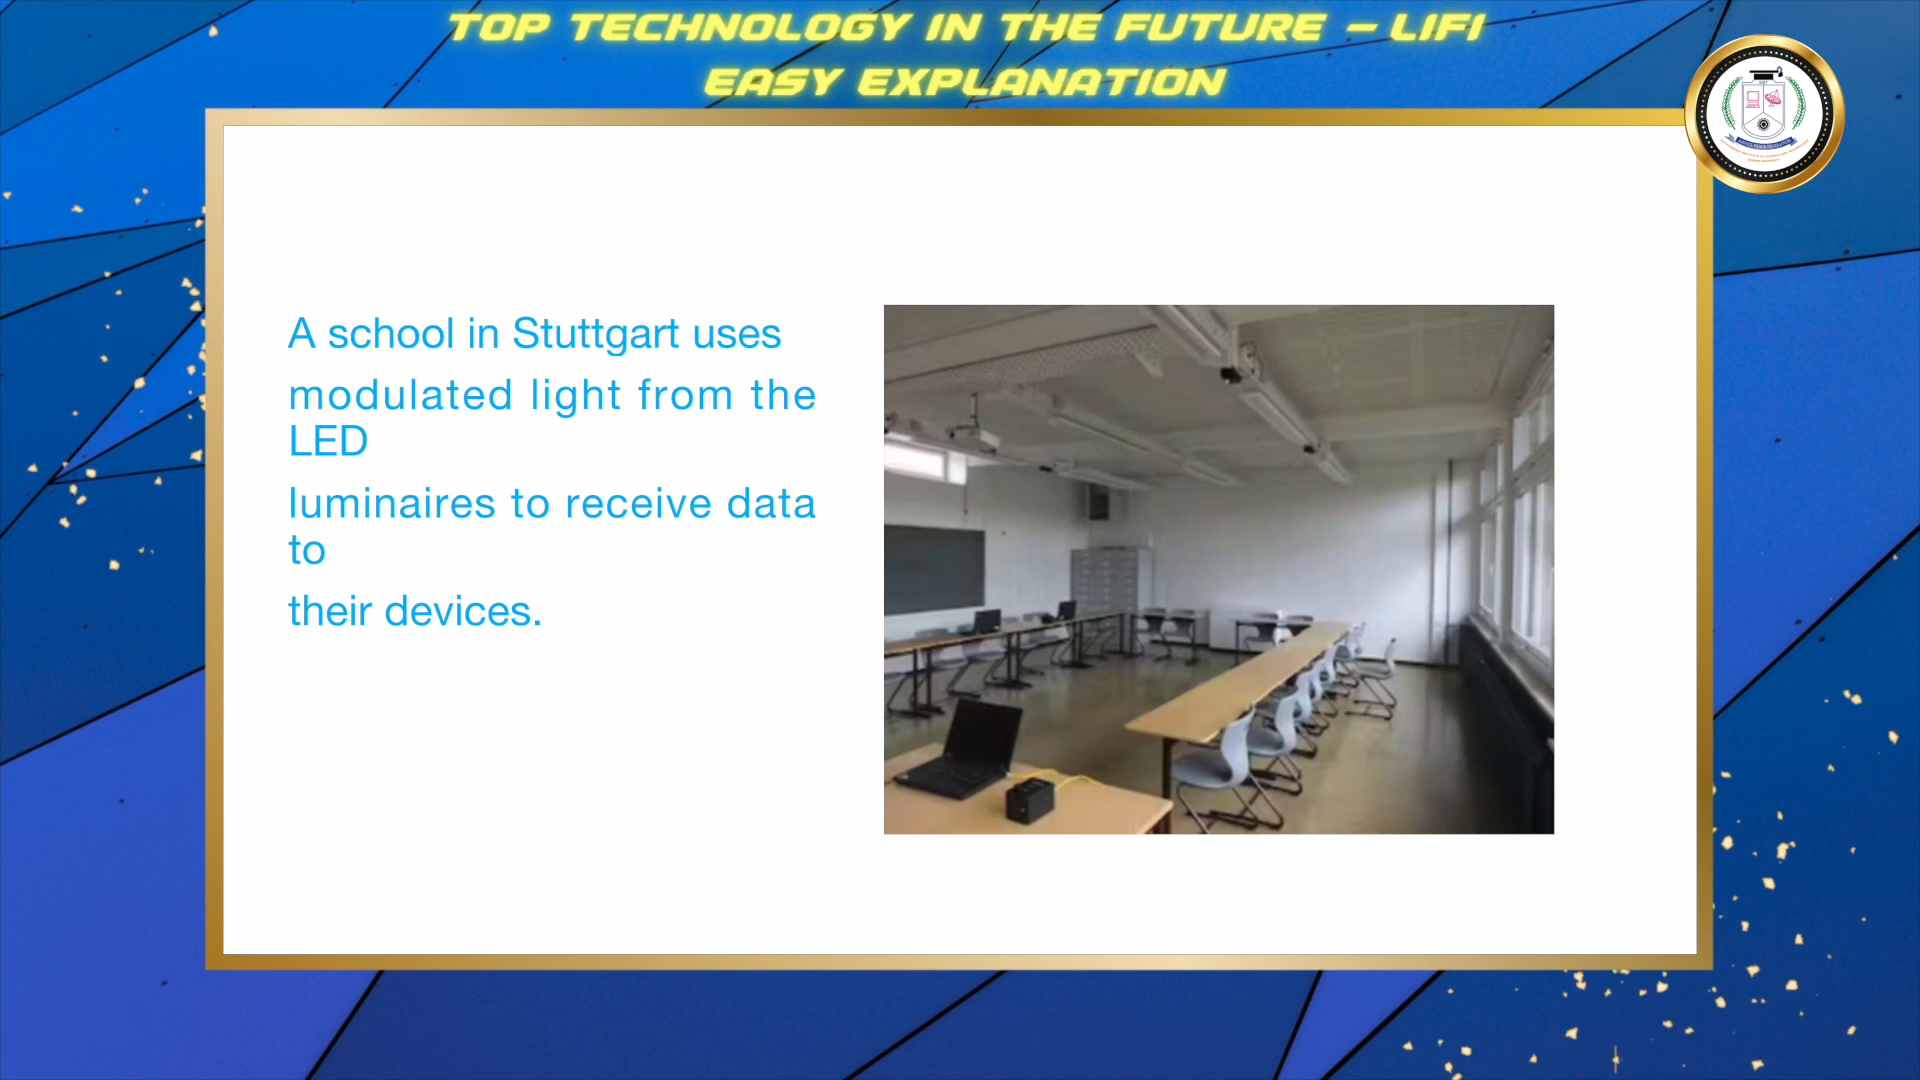 TOP TECHNOLOGY IN THE FUTURE – LIFI
EASY EXPLANATION
A school in Stuttgart uses
modulated light from the
LED
luminaires to receive data
to
their devices.